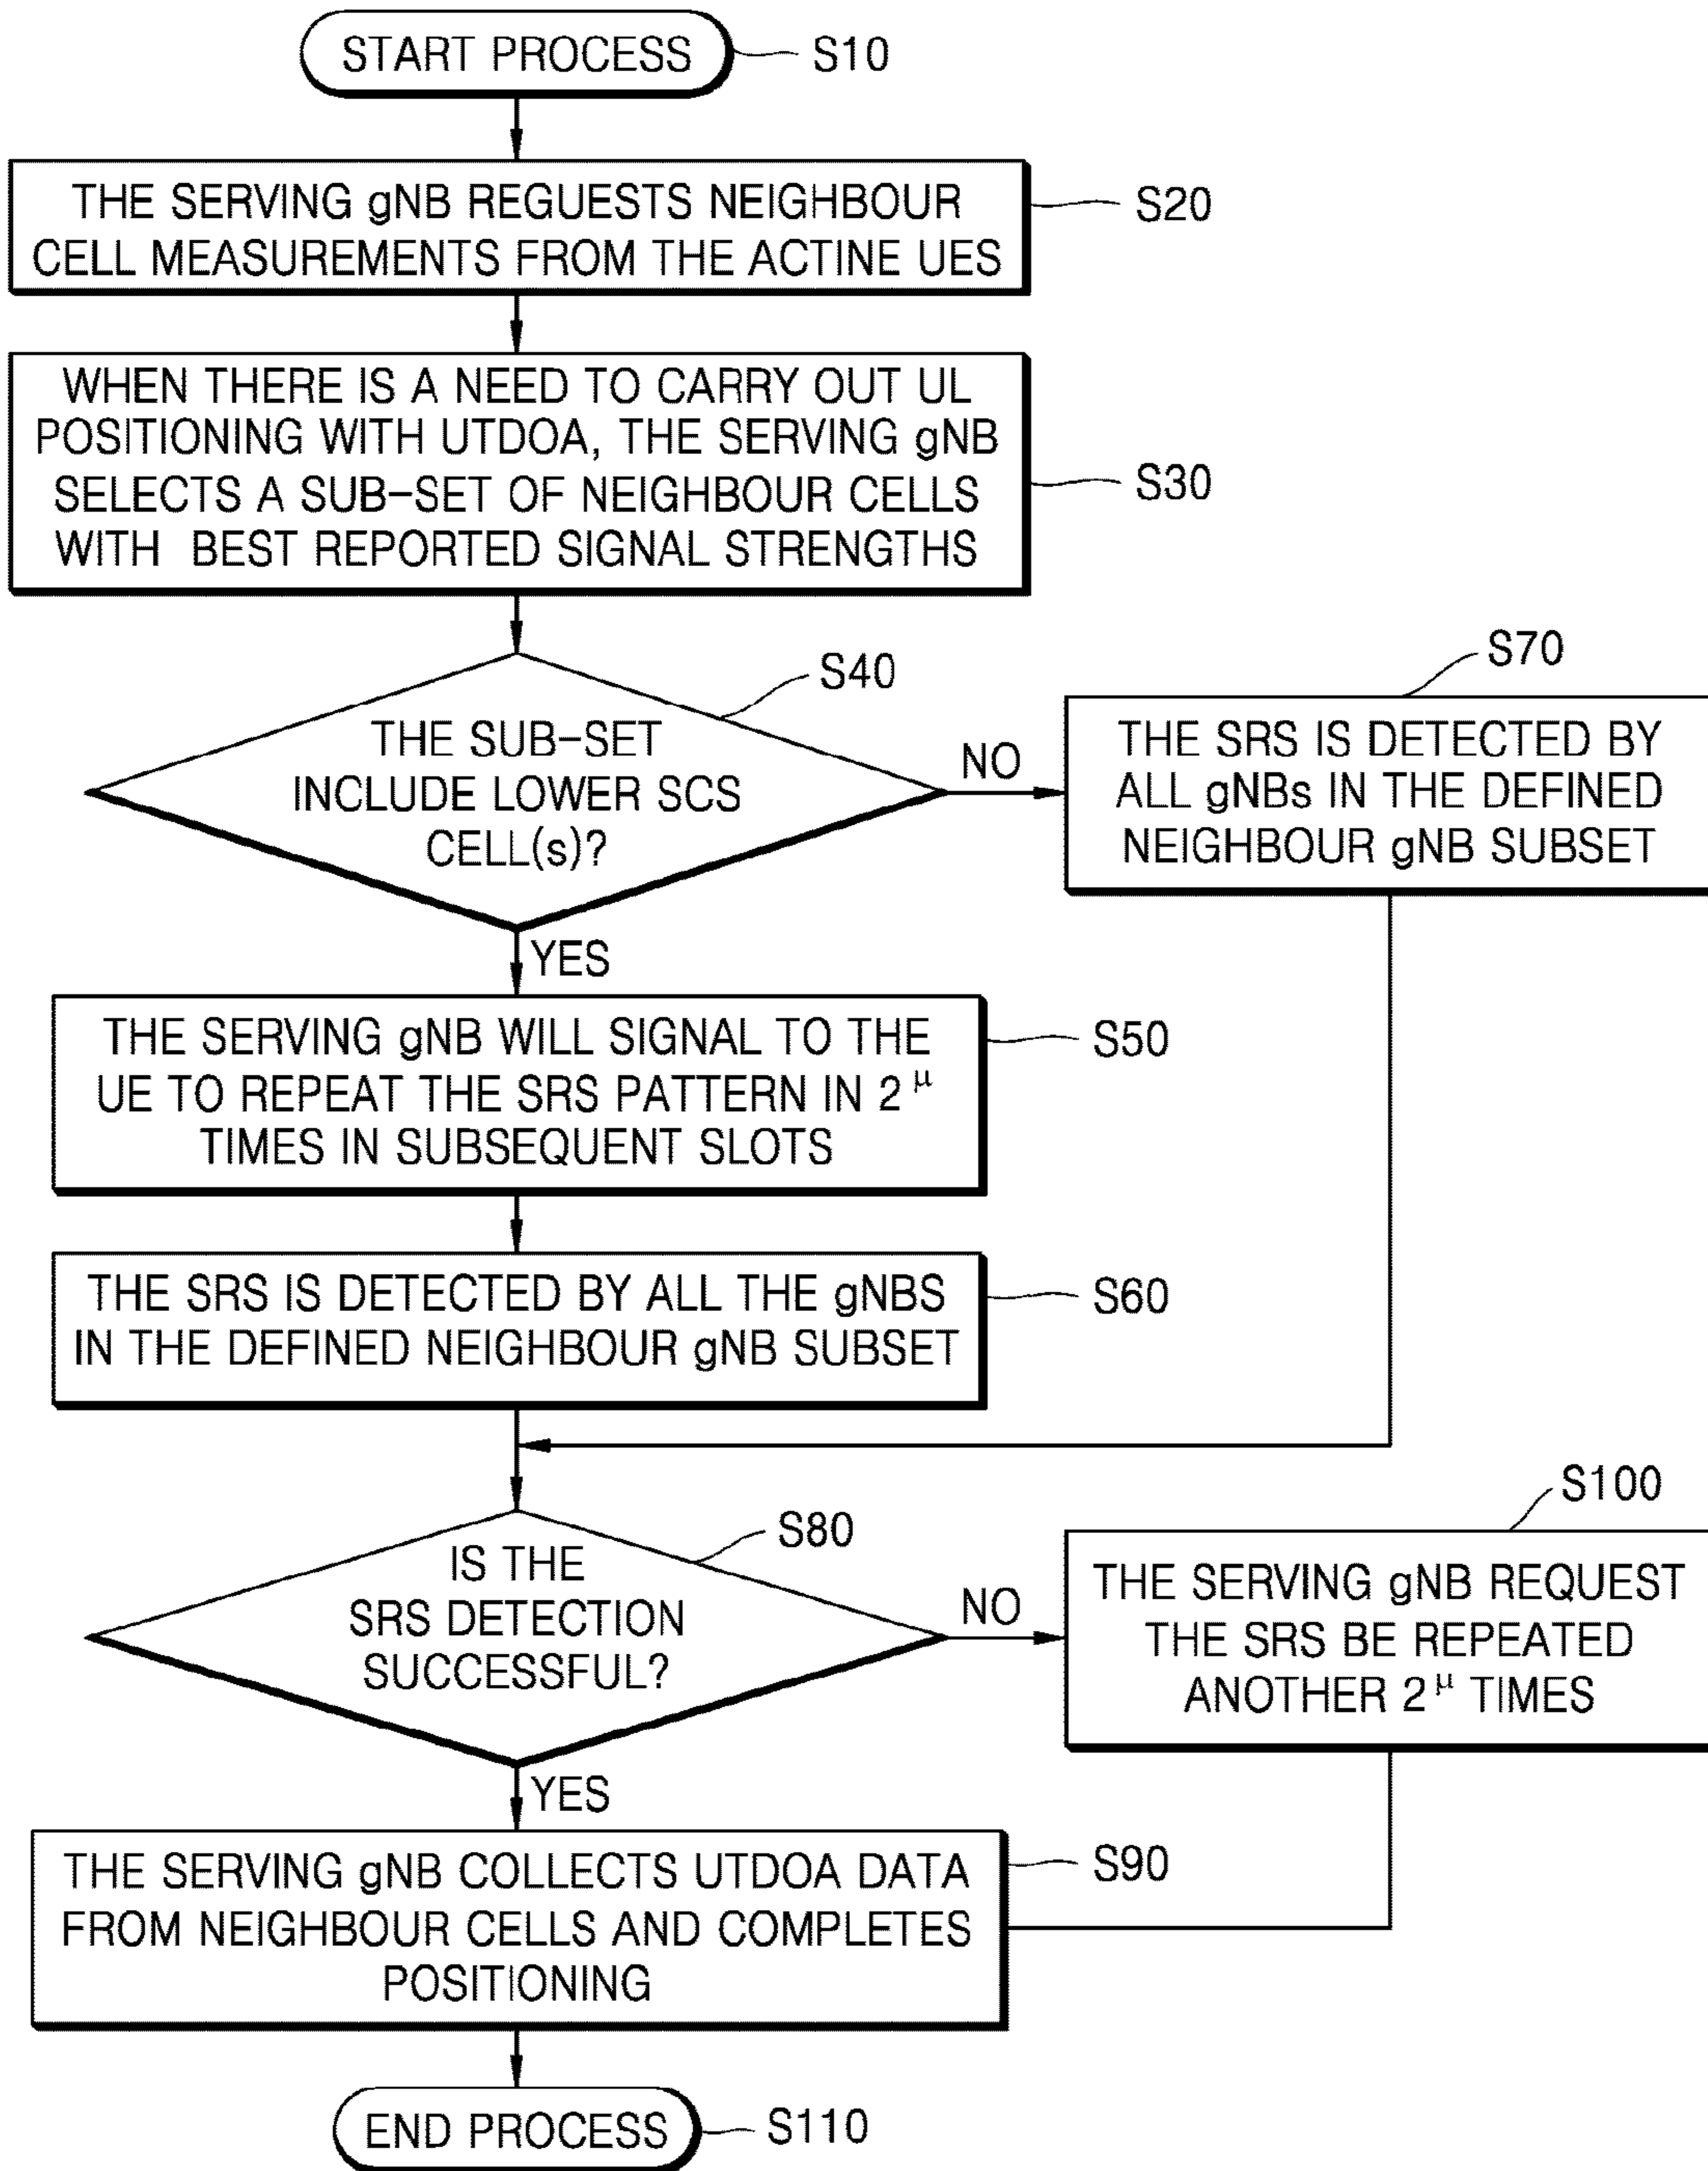 START PROCESS
S10
THE SERVING gNB REGUESTS NEIGHBOUR
CELL MEASUREMENTS FROM THE ACTINE UES
S20
WHEN THERE IS A NEED TO CARRY OUT UL
POSITIONING WITH UTDOA, THE SERVING gNB
SELECTS A SUB-SET OF NEIGHBOUR CELLS
WITH BEST REPORTED SIGNAL STRENGTHS
S30
S40
THE SUB-SET
INCLUDE LOWER SCS
CELL(s)?
NO
YES
S70
THE SRS IS DETECTED BY
ALL gNBs IN THE DEFINED
NEIGHBOUR gNB SUBSET
THE SERVING gNB WILL SIGNAL TO THE
UE TO REPEAT THE SRS PATTERN IN 2^μ
TIMES IN SUBSEQUENT SLOTS
S50
THE SRS IS DETECTED BY ALL THE gNBS
IN THE DEFINED NEIGHBOUR gNB SUBSET
S60
S80
IS THE
SRS DETECTION
SUCCESSFUL?
NO
YES
S100
THE SERVING gNB REQUEST
THE SRS BE REPEATED
ANOTHER 2^μ TIMES
THE SERVING gNB COLLECTS UTDOA DATA
FROM NEIGHBOUR CELLS AND COMPLETES
POSITIONING
S90
END PROCESS
S110